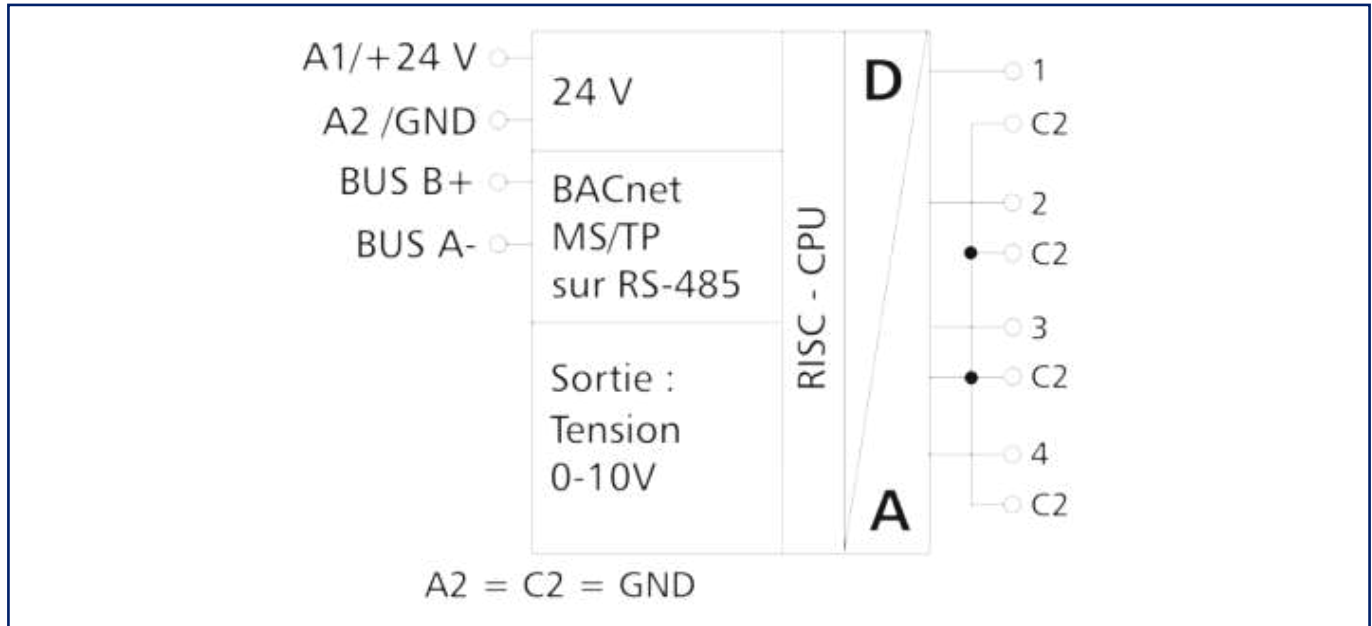 A1/+24 V
A2 /GND
BUS B+
BUS A-
24 V
BACnet
MS/TP
sur RS-485
Sortie :
Tension
0-10V
RISC - CPU
D
A
1
C2
2
C2
3
C2
4
C2
A2 = C2 = GND